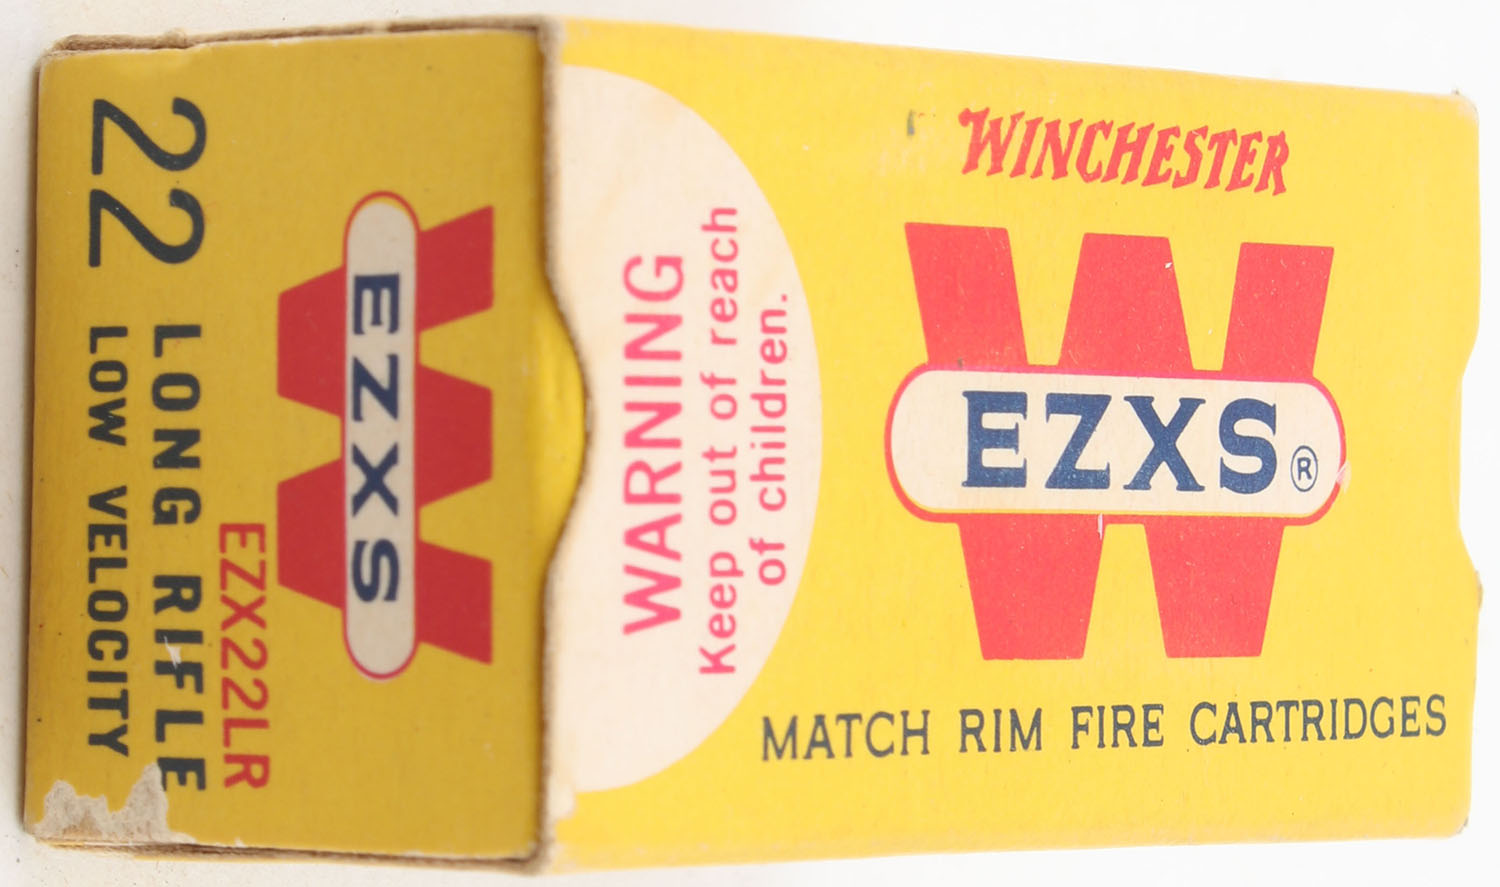 WINCHESTER
W
EZXS®
MATCH RIM FIRE CARTRIDGES
WARNING
Keep out of reach
of children.
W
EZXS
EZX22LR
22 LONG RIFLE
LOW VELOCITY